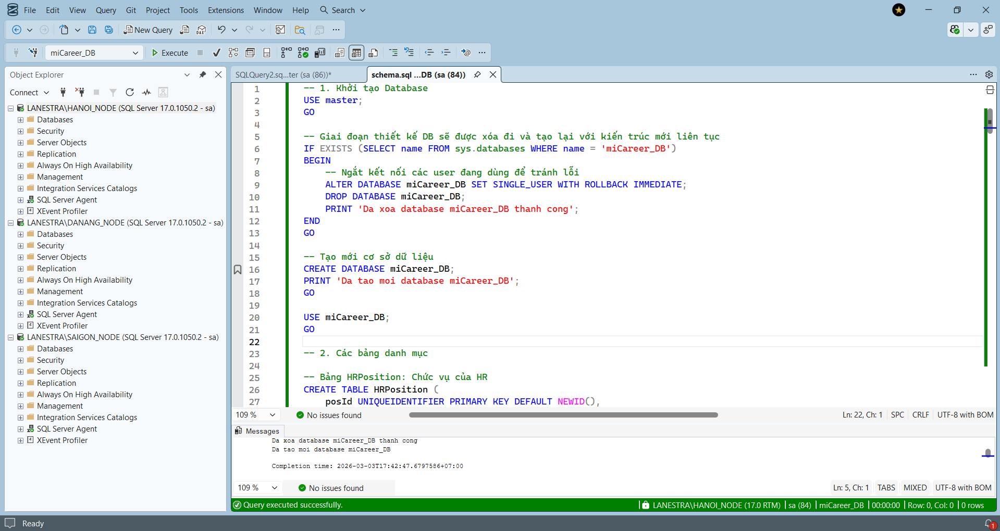 File Edit View Query Git Project Tools Extensions Window Help Search
New Query DAX
miCareer_DB Execute
Object Explorer
Connect
LANESTRA\HANOI_NODE (SQL Server 17.0.1050.2 - sa)
Databases
Security
Server Objects
Replication
Always On High Availability
Management
Integration Services Catalogs
SQL Server Agent
XEvent Profiler
LANESTRA\DANANG_NODE (SQL Server 17.0.1050.2 - sa)
Databases
Security
Server Objects
Replication
Always On High Availability
Management
Integration Services Catalogs
SQL Server Agent
XEvent Profiler
LANESTRA\SAIGON_NODE (SQL Server 17.0.1050.2 - sa)
Databases
Security
Server Objects
Replication
Always On High Availability
Management
Integration Services Catalogs
SQL Server Agent
XEvent Profiler
SQLQuery2.sq...ter (sa (86))* schema.sql ...DB (sa (84))
1 -- 1. Khởi tạo Database
2 USE master;
3 GO
4
5 -- Giai đoạn thiết kế DB sẽ được xóa đi và tạo lại với kiến trúc mới liên tục
6 IF EXISTS (SELECT name FROM sys.databases WHERE name = 'miCareer_DB')
7 BEGIN
8 -- Ngắt kết nối các user đang dùng để tránh lỗi
9 ALTER DATABASE miCareer_DB SET SINGLE_USER WITH ROLLBACK IMMEDIATE;
10 DROP DATABASE miCareer_DB;
11 PRINT 'Da xoa database miCareer_DB thanh cong';
12 END
13 GO
14
15 -- Tạo mới cơ sở dữ liệu
16 CREATE DATABASE miCareer_DB;
17 PRINT 'Da tao moi database miCareer_DB';
18 GO
19
20 USE miCareer_DB;
21 GO
22
23 -- 2. Các bảng danh mục
24
25 -- Bảng HRPosition: Chức vụ của HR
26 CREATE TABLE HRPosition (
27 posId UNIQUEIDENTIFIER PRIMARY KEY DEFAULT NEWID(),
109 % No issues found Ln: 22, Ch: 1 SPC CRLF UTF-8 with BOM
Messages
Da xoa database miCareer_DB thanh cong
Da tao moi database miCareer_DB
Completion time: 2026-03-03T17:42:47.6797586+07:00
109 % No issues found Ln: 5, Ch: 1 TABS MIXED UTF-8 with BOM
Query executed successfully. LANESTRA\HANOI_NODE (17.0 RTM) sa (84) miCareer_DB 00:00:00 Row: 0, Col: 0 0 rows
Ready 1